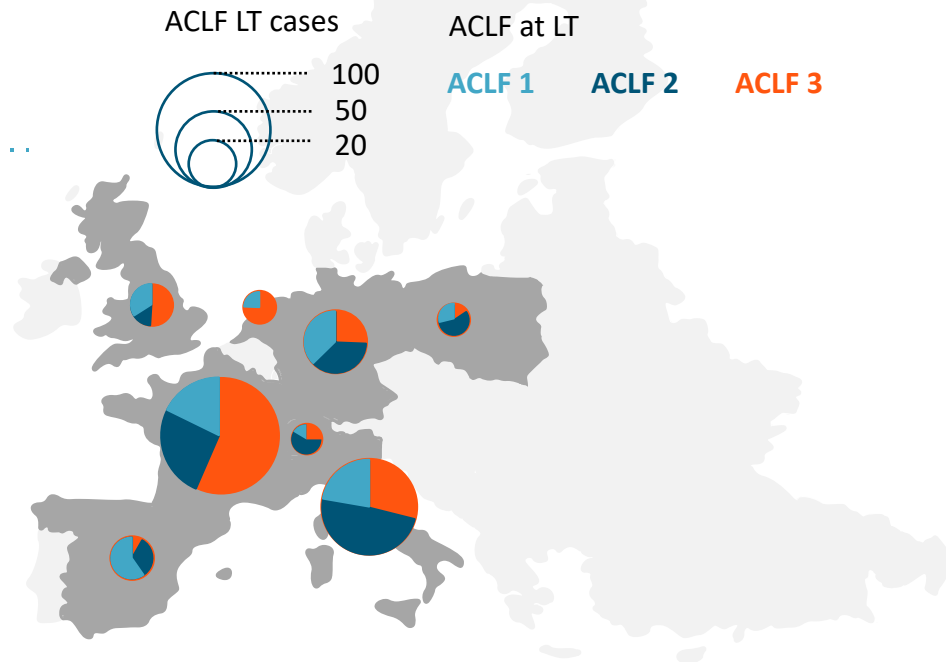 ACLF LT cases
ACLF at LT
100
50
20
ACLF 1
ACLF 2
ACLF 3